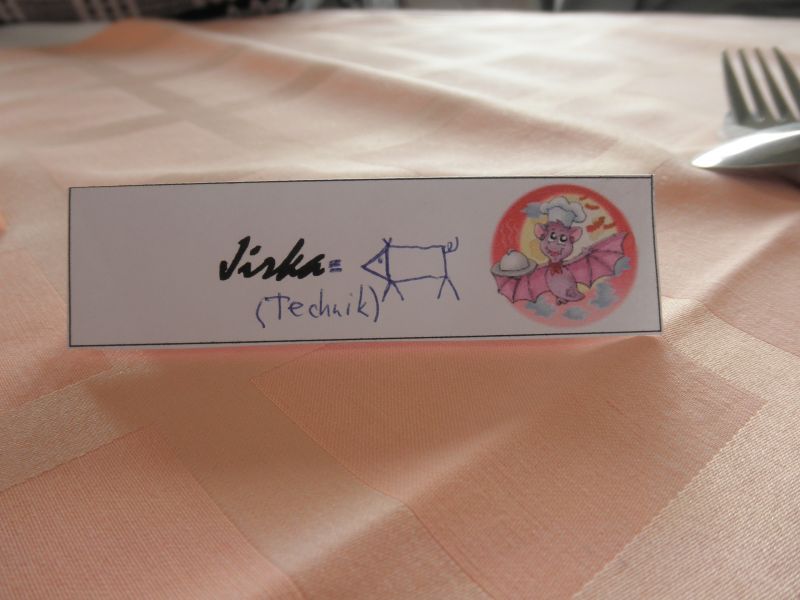 Jirka=
(Technik)